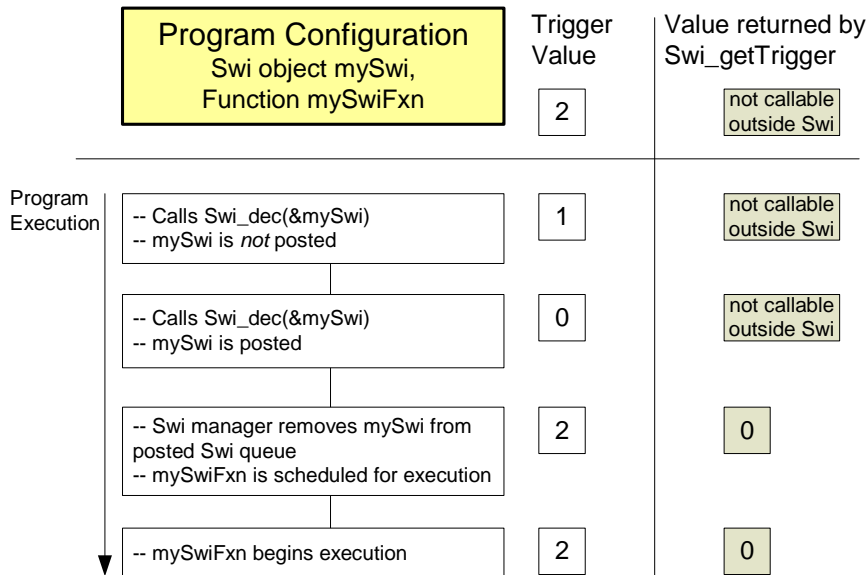 Program Configuration
Swi object mySwi,
Function mySwiFxn
Trigger
Value
2
Value returned by
Swi_getTrigger
not callable
outside Swi
Program
Execution
-- Calls Swi_dec(&mySwi)
-- mySwi is not posted
1
not callable
outside Swi
-- Calls Swi_dec(&mySwi)
-- mySwi is posted
0
not callable
outside Swi
-- Swi manager removes mySwi from
posted Swi queue
-- mySwiFxn is scheduled for execution
2
0
-- mySwiFxn begins execution
2
0